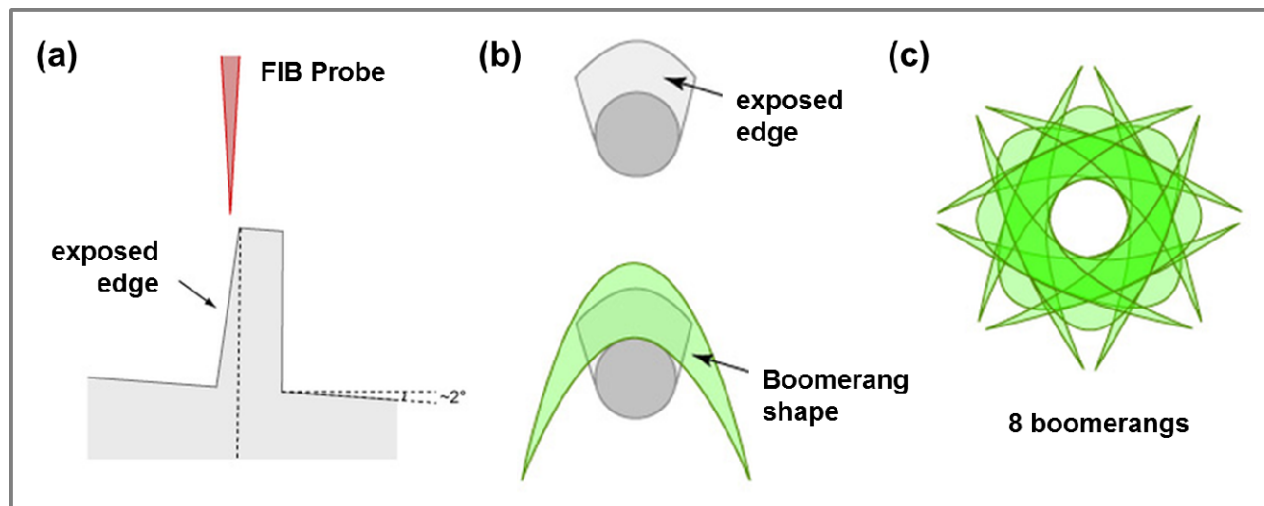 (a)
FIB Probe
exposed
edge
~2°
(b)
exposed
edge
Boomerang
shape
(c)
8 boomerangs